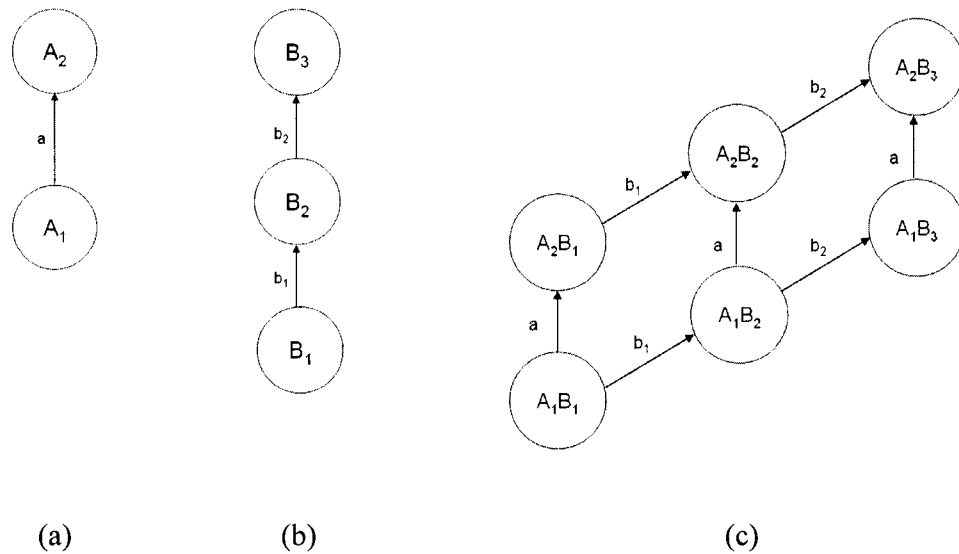 A₂
a
A₁
(a)
B₃
b₂
B₂
b₁
B₁
(b)
A₂B₃
b₂
A₂B₂
a
b₁
A₁B₃
A₂B₁
a
b₂
A₁B₂
a
b₁
A₁B₁
(c)